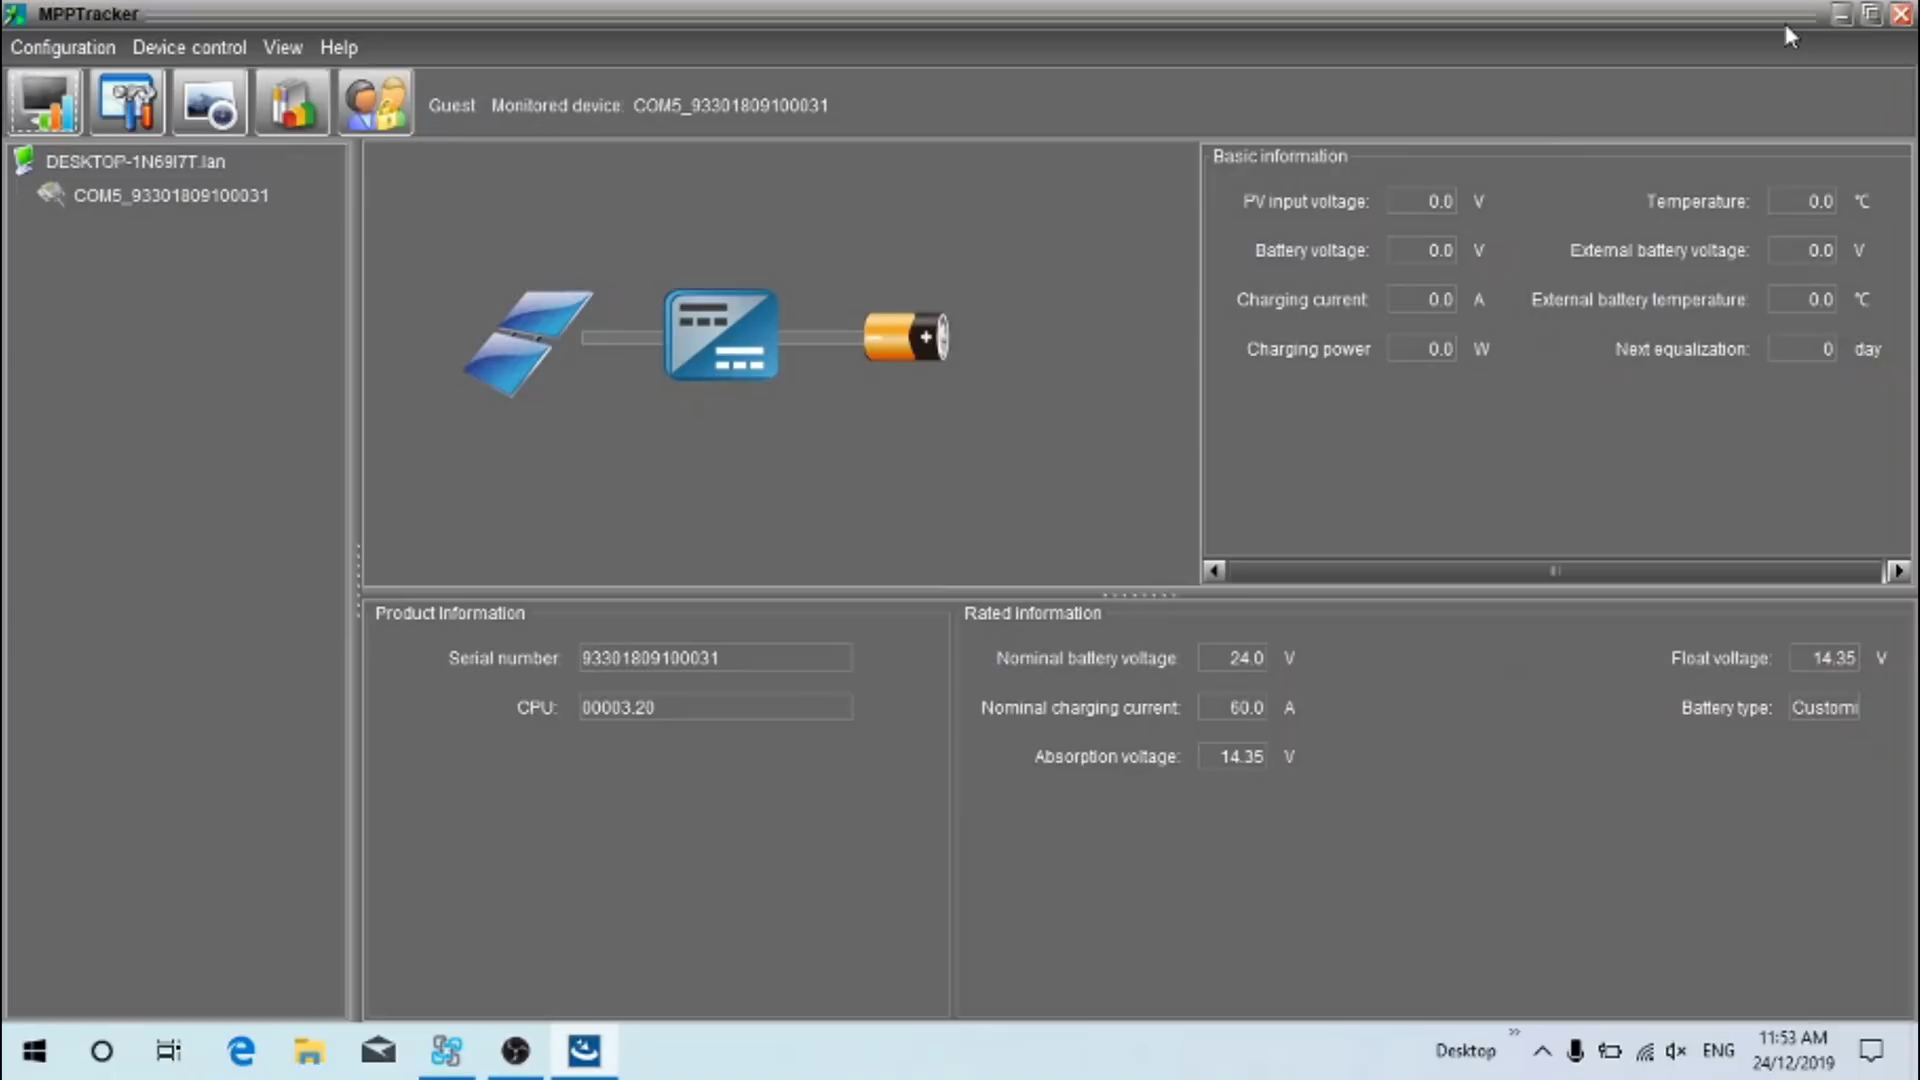 MPPTracker
Configuration Device control View Help
Guest Monitored device: COM5_93301809100031
DESKTOP-1N69I7T.lan
COM5_93301809100031
Basic information
PV input voltage: 0.0 V Temperature: 0.0 °C
Battery voltage: 0.0 V External battery voltage: 0.0 V
Charging current: 0.0 A External battery temperature: 0.0 °C
Charging power 0.0 W Next equalization: 0 day
Product information
Serial number: 93301809100031
CPU: 00003.20
Rated information
Nominal battery voltage: 24.0 V Float voltage: 14.35 V
Nominal charging current: 60.0 A Battery type: Customi
Absorption voltage: 14.35 V
Desktop ENG 11:53 AM
24/12/2019